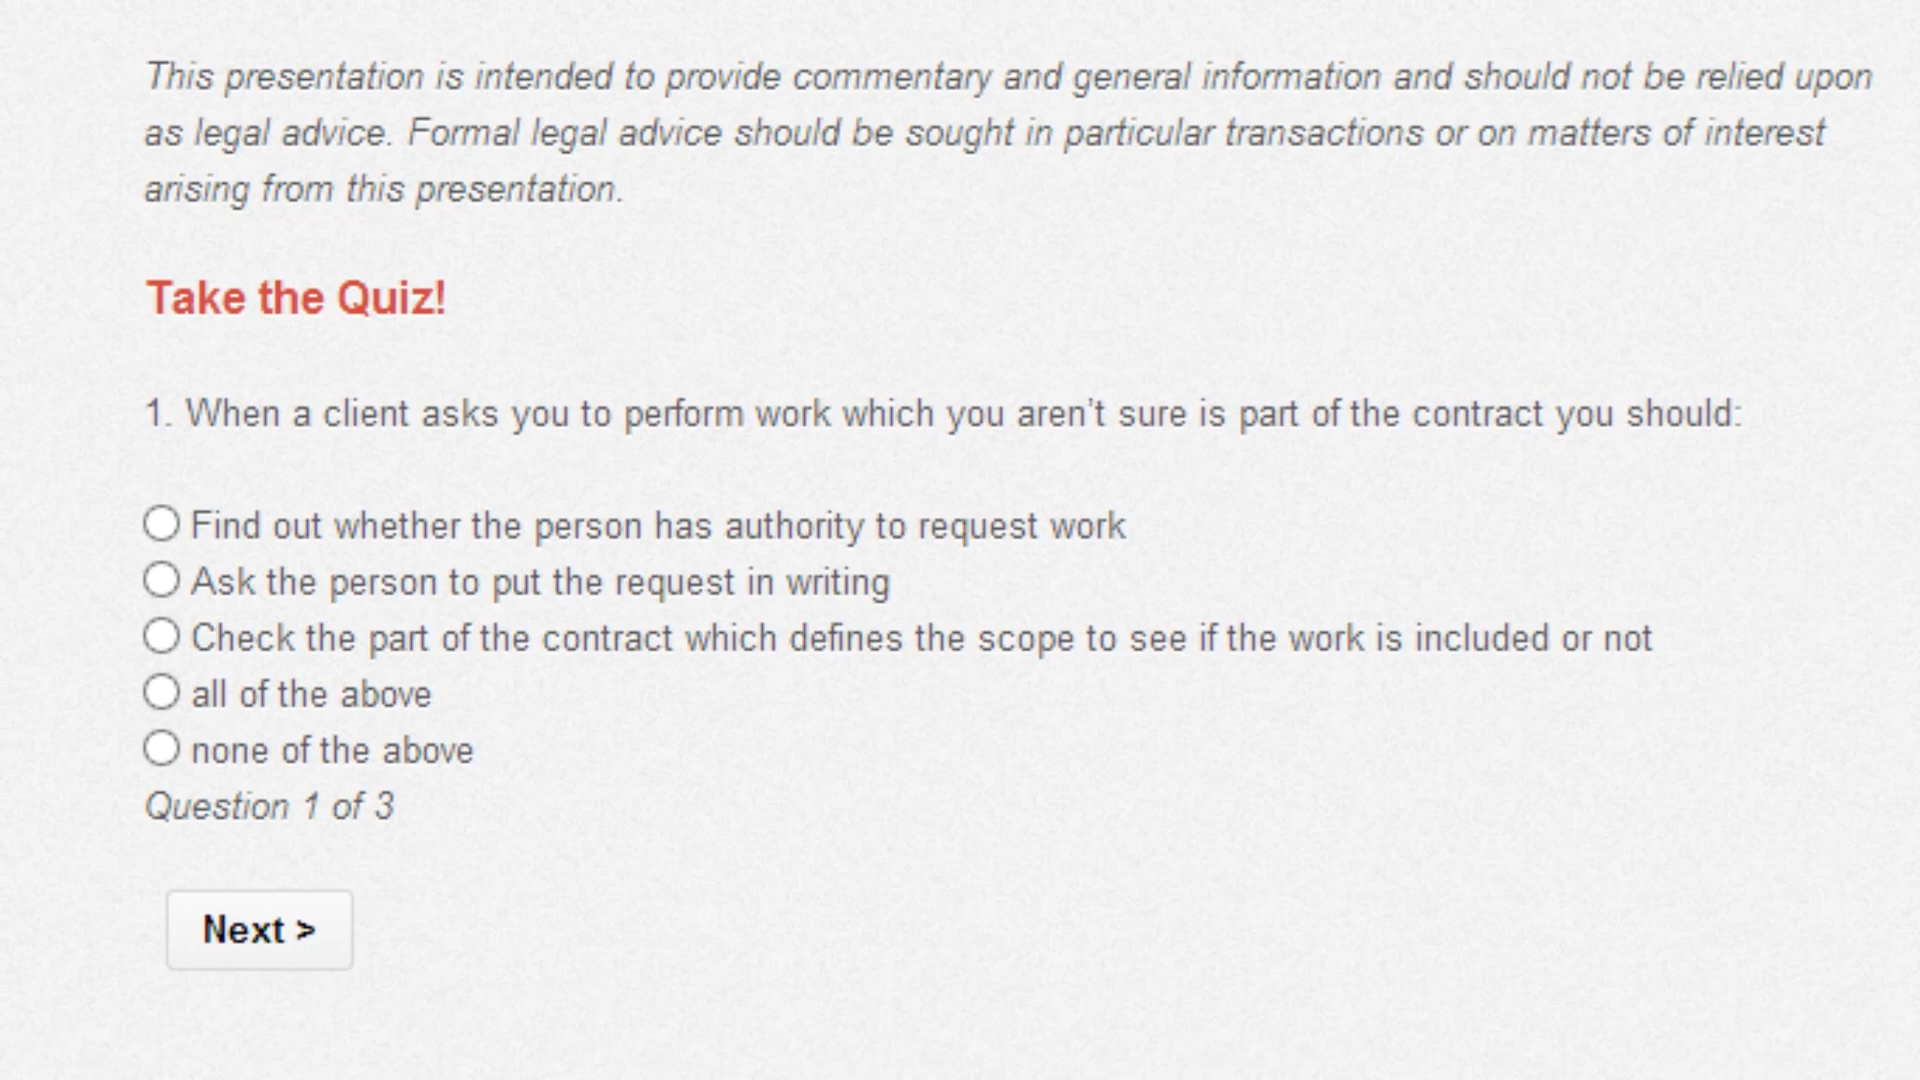 This presentation is intended to provide commentary and general information and should not be relied upon
as legal advice. Formal legal advice should be sought in particular transactions or on matters of interest
arising from this presentation.
Take the Quiz!
1. When a client asks you to perform work which you aren't sure is part of the contract you should:
Find out whether the person has authority to request work
Ask the person to put the request in writing
Check the part of the contract which defines the scope to see if the work is included or not
all of the above
none of the above
Question 1 of 3
Next >